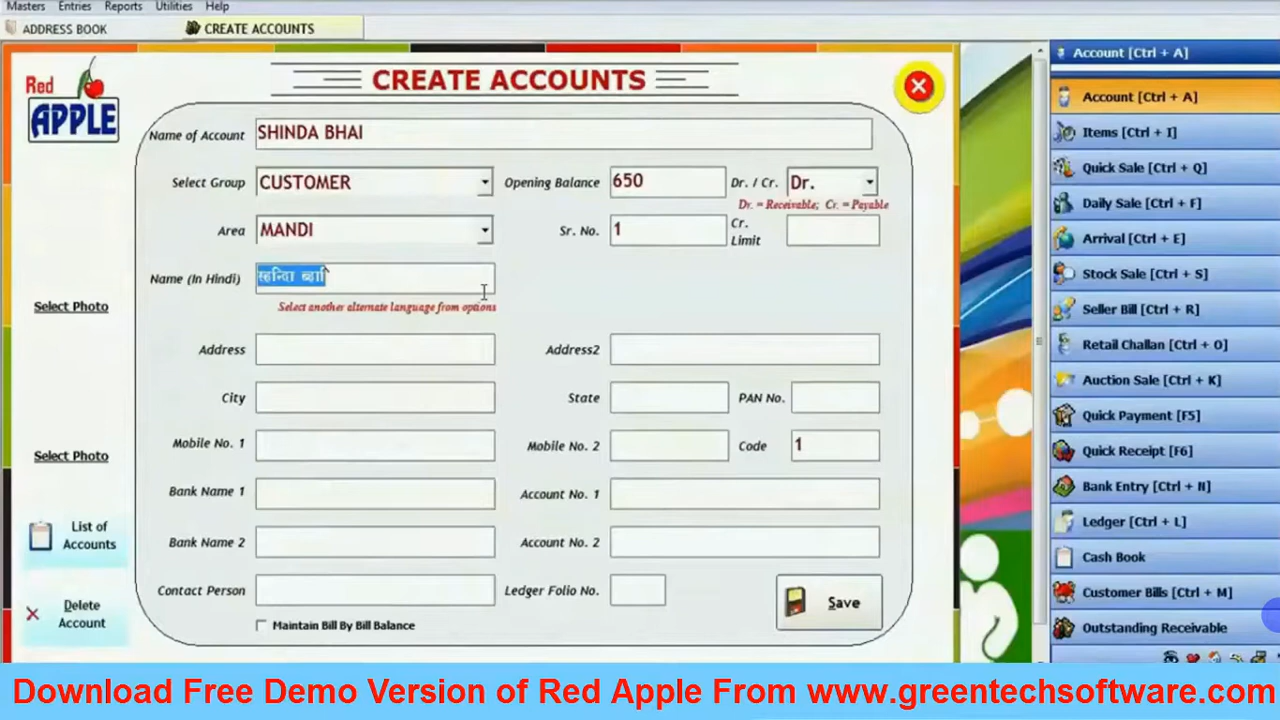 Masters Entries Reports Utilities Help
ADDRESS BOOK CREATE ACCOUNTS
Account [Ctrl + A]
Red
APPLE
CREATE ACCOUNTS
Name of Account SHINDA BHAI
Select Group CUSTOMER Opening Balance 650 Dr. / Cr. Dr.
Dr. = Receivable; Cr. = Payable
Area MANDI Sr. No. 1 Cr. Limit
Name (In Hindi)
Select another alternate language from options
Select Photo
Address Address2
City State PAN No.
Mobile No. 1 Mobile No. 2 Code 1
Select Photo
Bank Name 1 Account No. 1
Bank Name 2 Account No. 2
List of
Accounts
Contact Person Ledger Folio No. Save
Delete
Account
Maintain Bill By Bill Balance
Account [Ctrl + A]
Items [Ctrl + I]
Quick Sale [Ctrl + Q]
Daily Sale [Ctrl + F]
Arrival [Ctrl + E]
Stock Sale [Ctrl + S]
Seller Bill [Ctrl + R]
Retail Challan [Ctrl + O]
Auction Sale [Ctrl + K]
Quick Payment [F5]
Quick Receipt [F6]
Bank Entry [Ctrl + N]
Ledger [Ctrl + L]
Cash Book
Customer Bills [Ctrl + M]
Outstanding Receivable
Download Free Demo Version of Red Apple From www.greentechsoftware.com